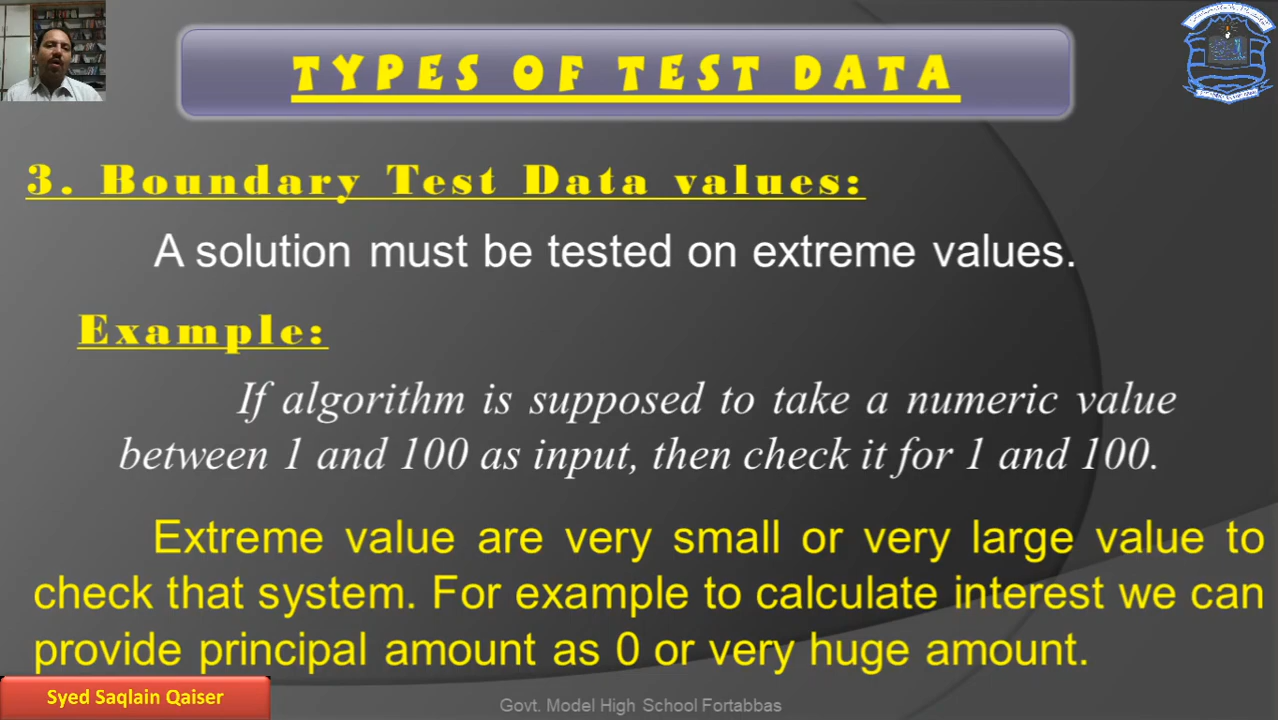 TYPES OF TEST DATA
3. Boundary Test Data values:
A solution must be tested on extreme values.
Example:
If algorithm is supposed to take a numeric value
between 1 and 100 as input, then check it for 1 and 100.
Extreme value are very small or very large value to
check that system. For example to calculate interest we can
provide principal amount as 0 or very huge amount.
Syed Saqlain Qaiser
Govt. Model High School Fortabbas